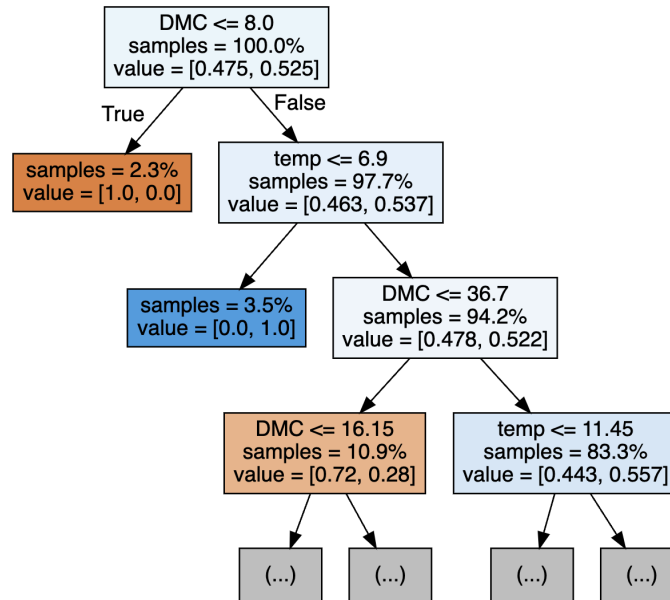 DMC <= 8.0
samples = 100.0%
value = [0.475, 0.525]
True
False
samples = 2.3%
value = [1.0, 0.0]
temp <= 6.9
samples = 97.7%
value = [0.463, 0.537]
samples = 3.5%
value = [0.0, 1.0]
DMC <= 36.7
samples = 94.2%
value = [0.478, 0.522]
DMC <= 16.15
samples = 10.9%
value = [0.72, 0.28]
temp <= 11.45
samples = 83.3%
value = [0.443, 0.557]
(...)
(...)
(...)
(...)